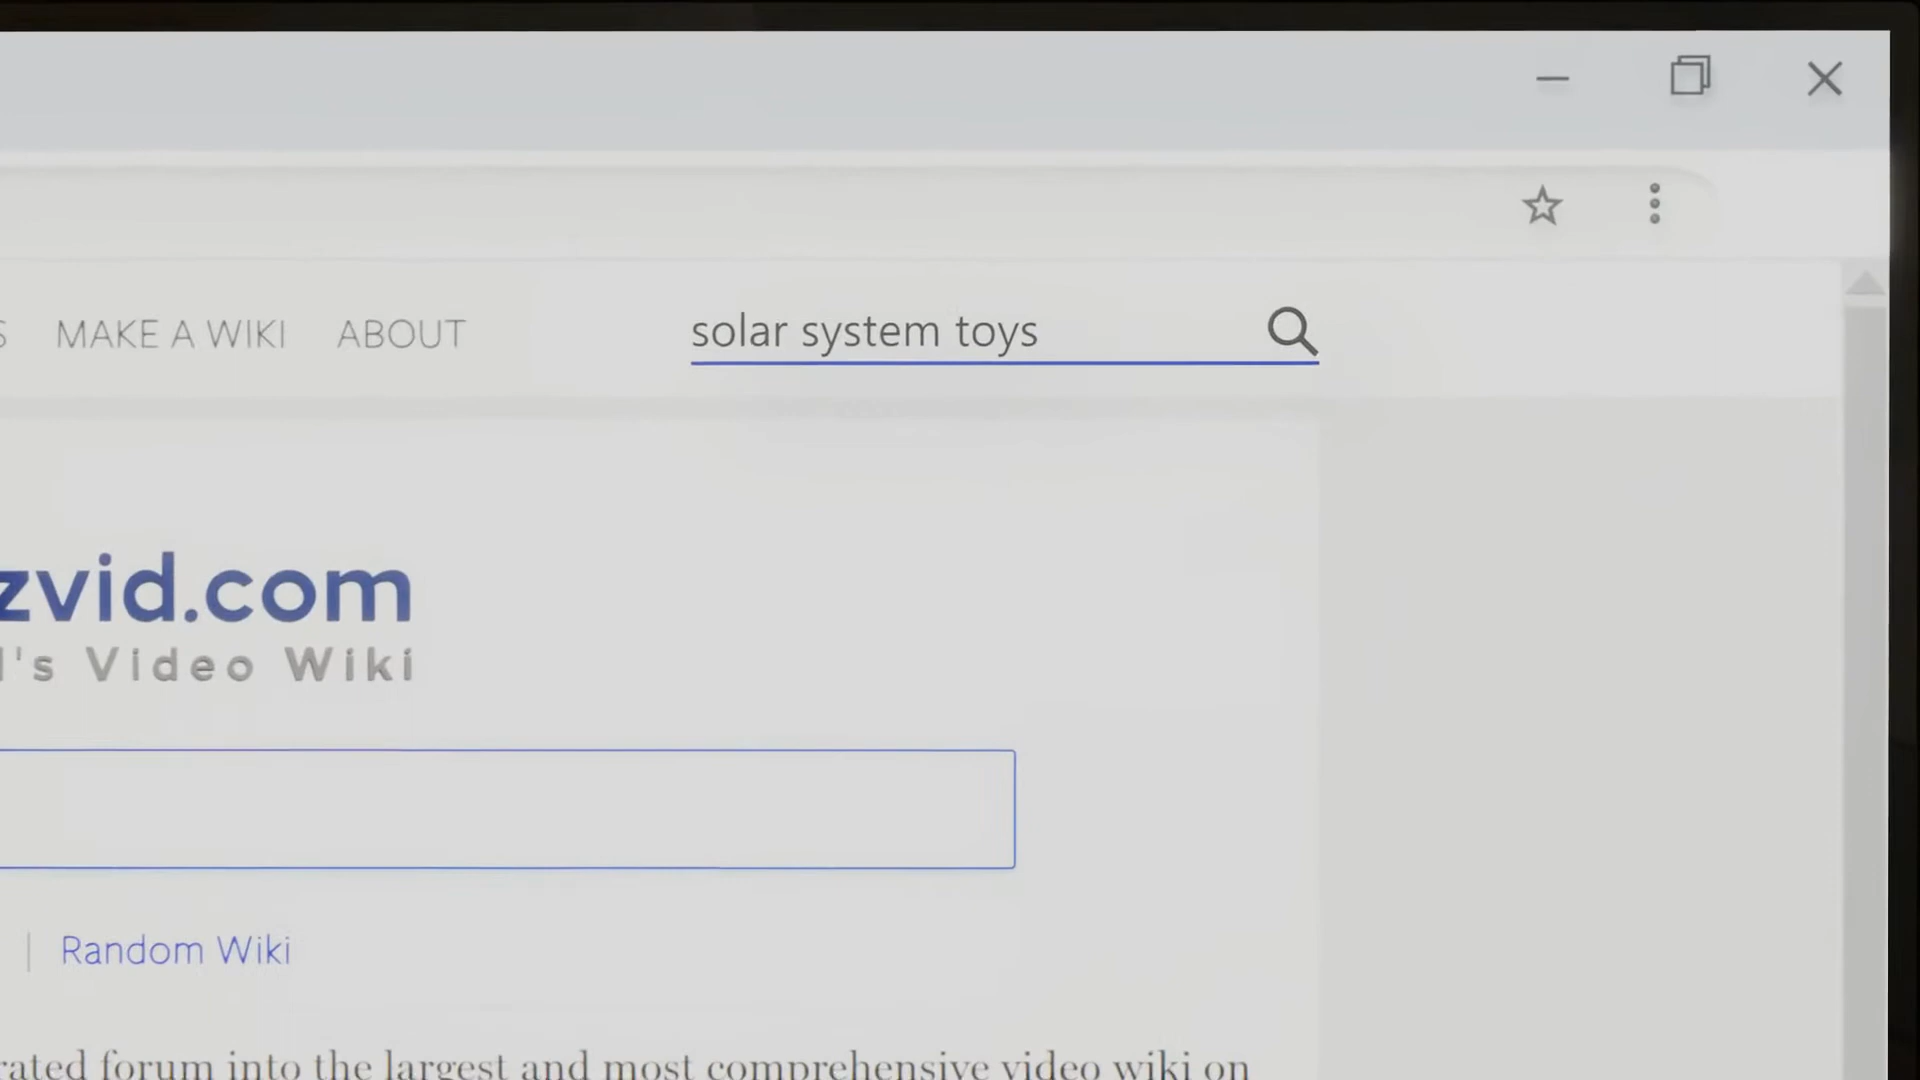 MAKE A WIKI ABOUT solar system toys
zvid.com
's Video Wiki
Random Wiki
forum into the largest and most comprehensive video wiki on